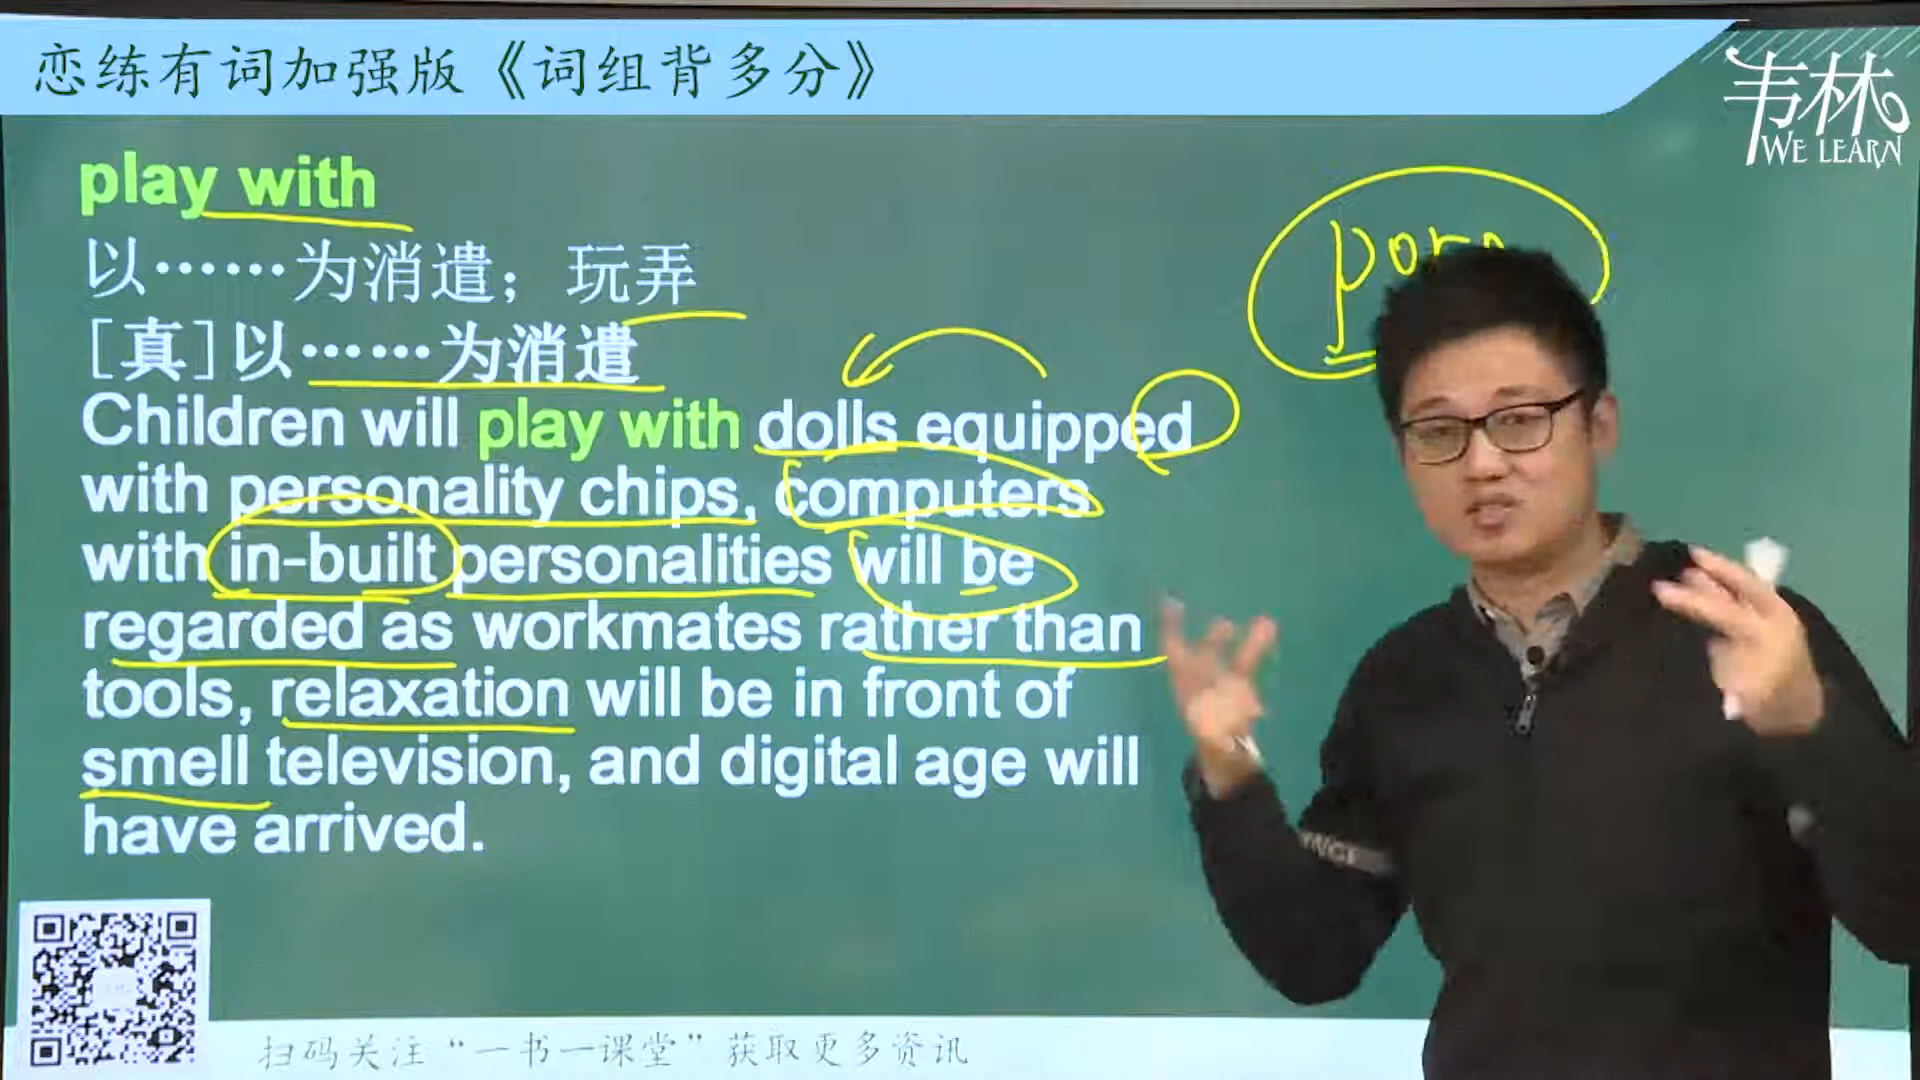 恋练有词加强版《词组背多分》
韦林
WE LEARN
play with
以……为消遣；玩弄
[真]以……为消遣
Children will play with dolls equipped
with personality chips, computers
with in-built personalities will be
regarded as workmates rather than
tools, relaxation will be in front of
smell television, and digital age will
have arrived.
扫码关注“一书一课堂”获取更多资讯